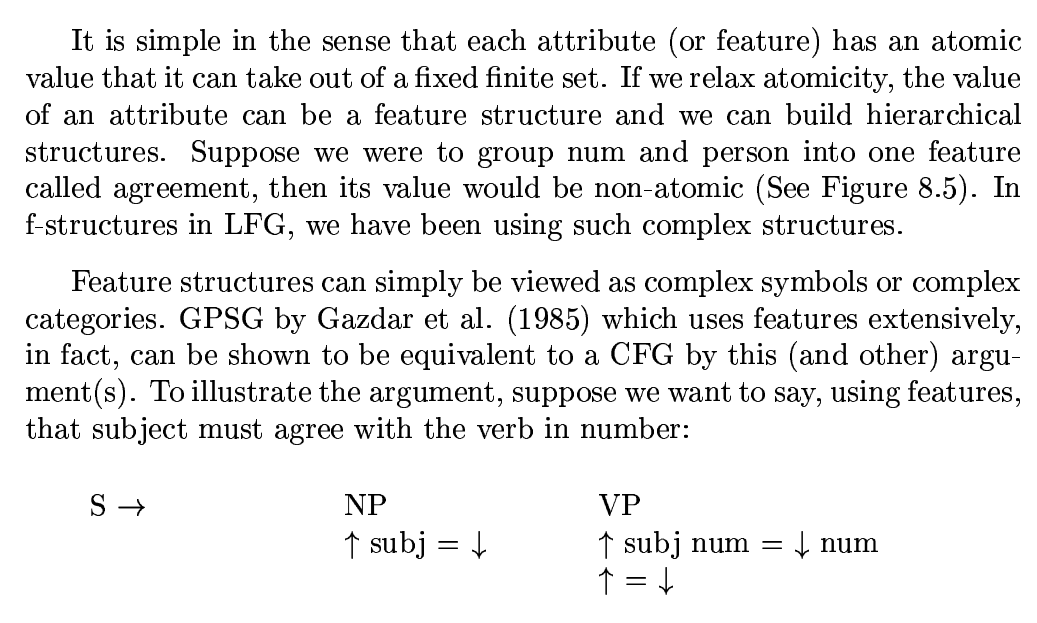 It is simple in the sense that each attribute (or feature) has an atomic
value that it can take out of a fixed finite set. If we relax atomicity, the value
of an attribute can be a feature structure and we can build hierarchical
structures. Suppose we were to group num and person into one feature
called agreement, then its value would be non-atomic (See Figure 8.5). In
f-structures in LFG, we have been using such complex structures.
Feature structures can simply be viewed as complex symbols or complex
categories. GPSG by Gazdar et al. (1985) which uses features extensively,
in fact, can be shown to be equivalent to a CFG by this (and other) argu-
ment(s). To illustrate the argument, suppose we want to say, using features,
that subject must agree with the verb in number:
S → NP VP
↑ subj = ↓ ↑ subj num = ↓ num
↑ = ↓